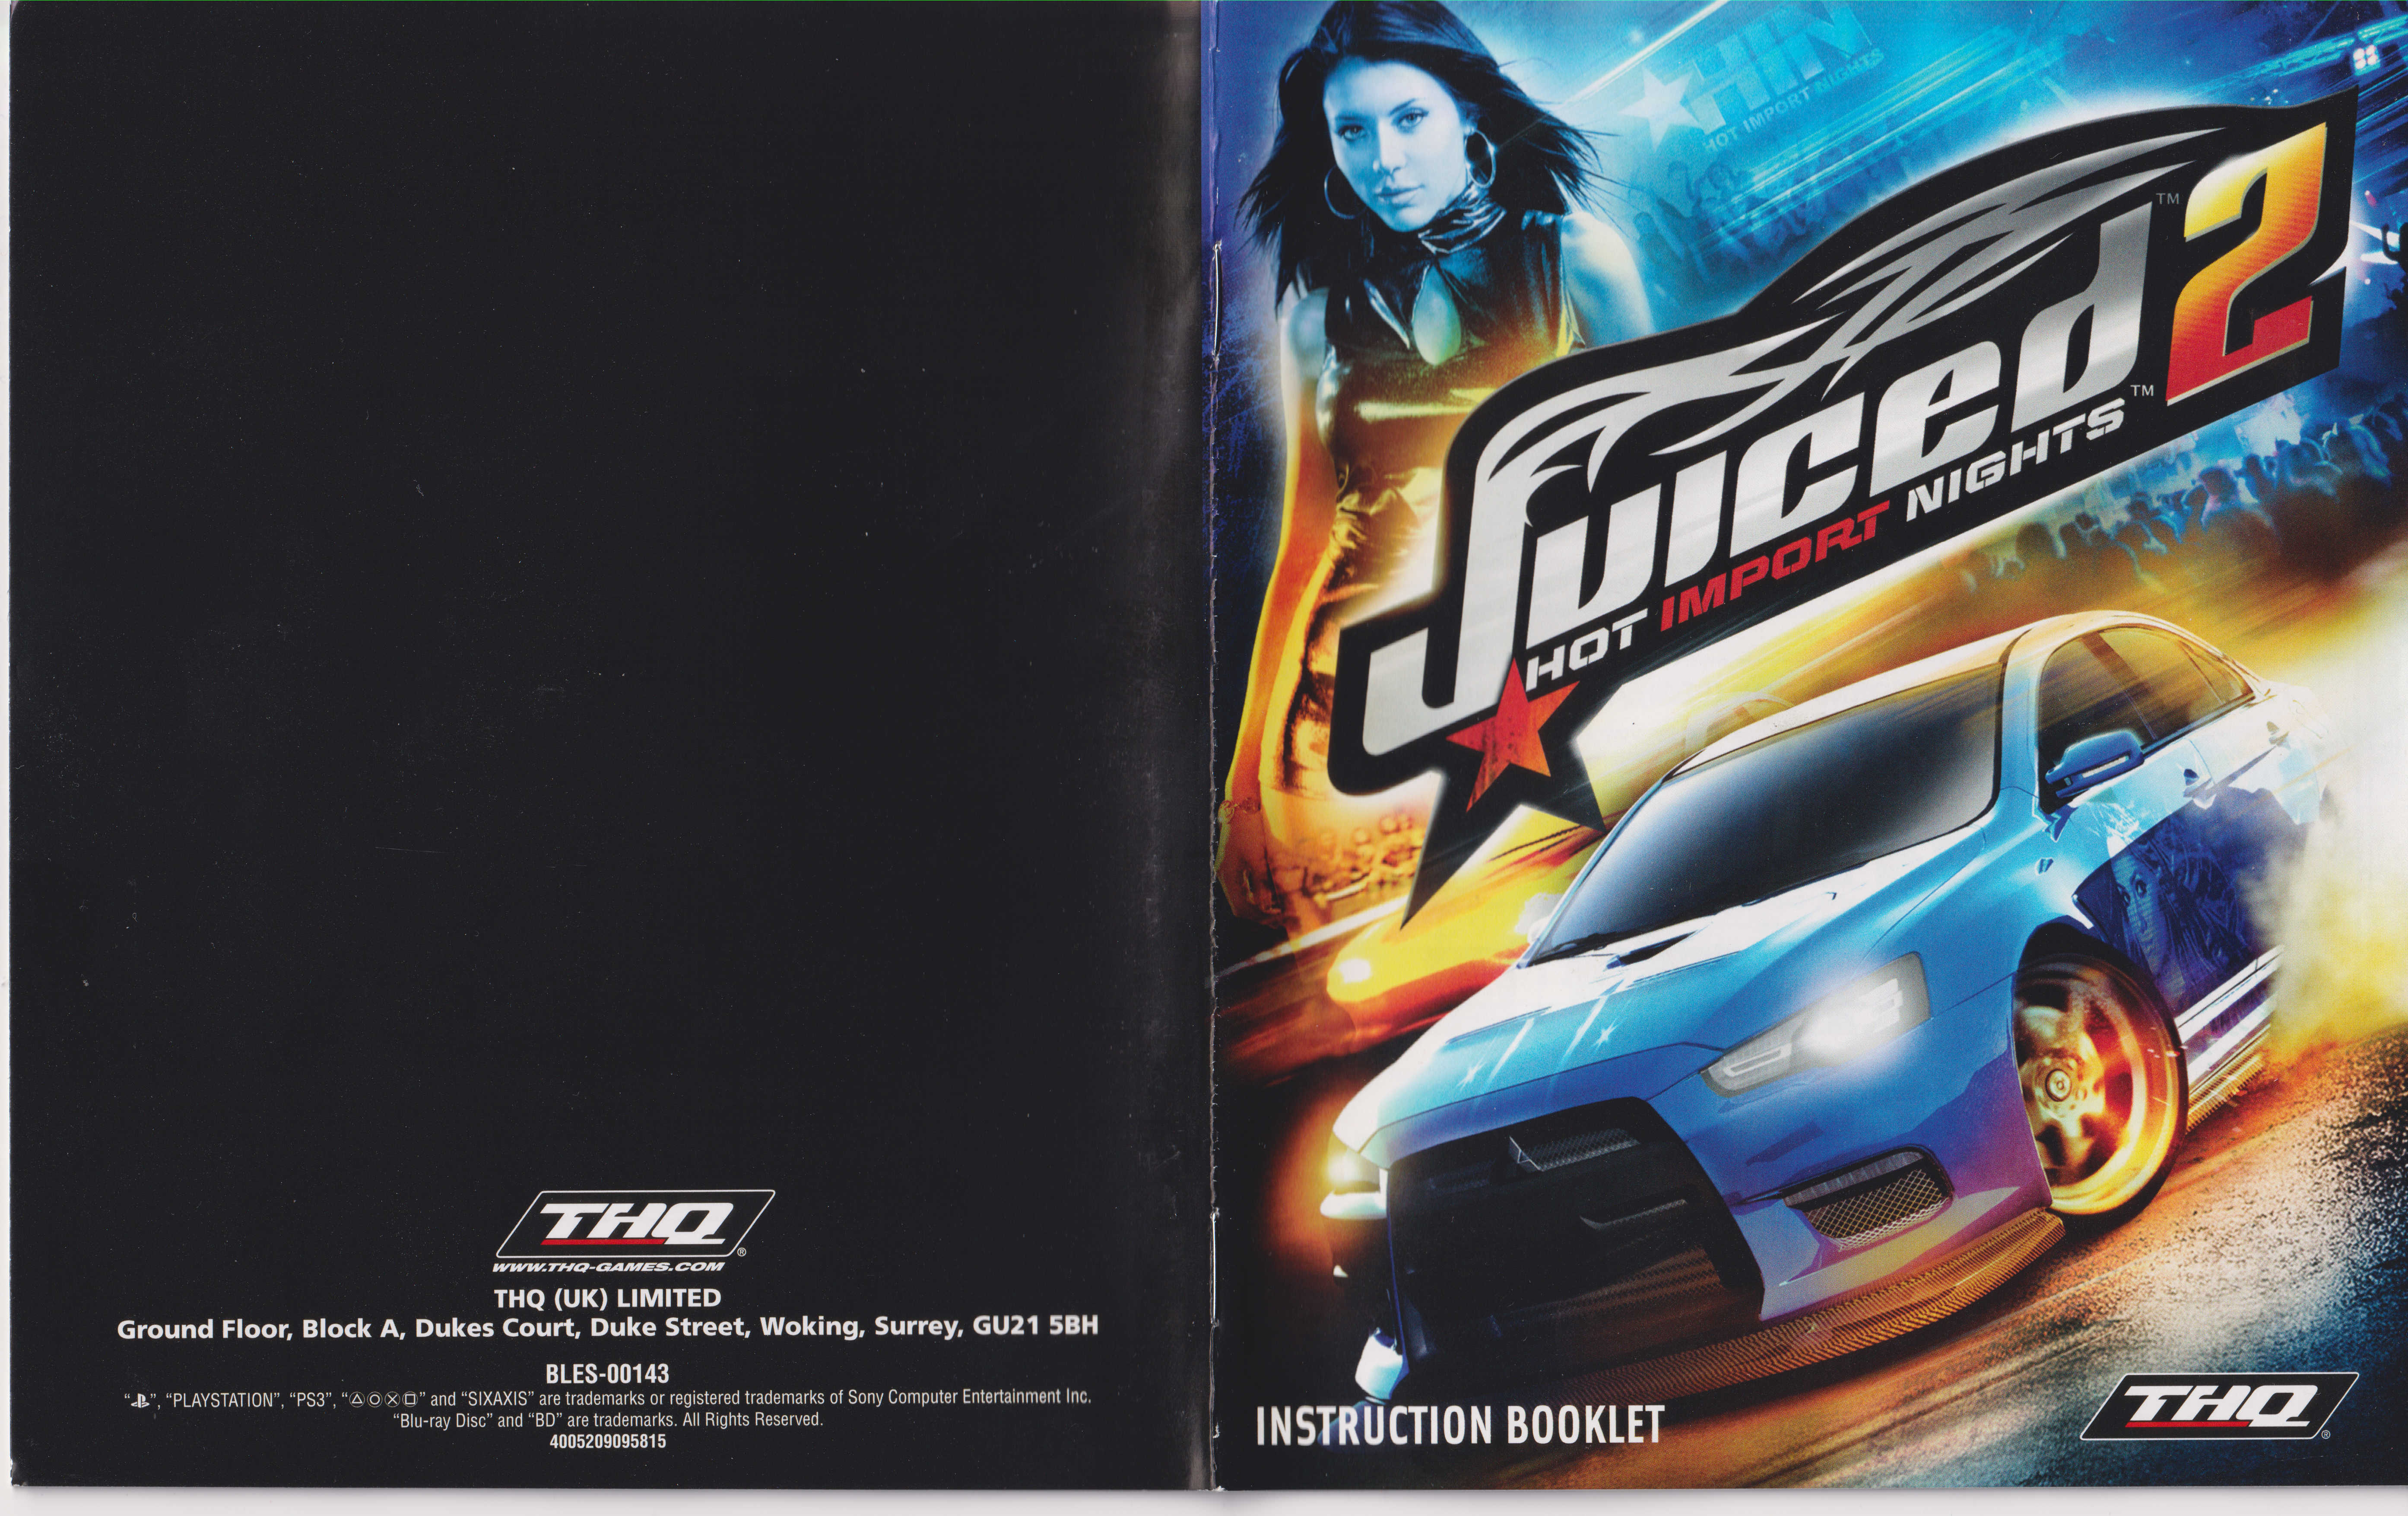 THQ
®
WWW.THQ-GAMES.COM
THQ (UK) LIMITED
Ground Floor, Block A, Dukes Court, Duke Street, Woking, Surrey, GU21 5BH
BLES-00143
“”, “PLAYSTATION”, “PS3”, “△○✕□” and “SIXAXIS” are trademarks or registered trademarks of Sony Computer Entertainment Inc.
“Blu-ray Disc” and “BD” are trademarks. All Rights Reserved.
4005209095815
HIN
HOT IMPORT NIGHTS
Juiced™ 2
HOT IMPORT NIGHTS™
INSTRUCTION BOOKLET
THQ
®